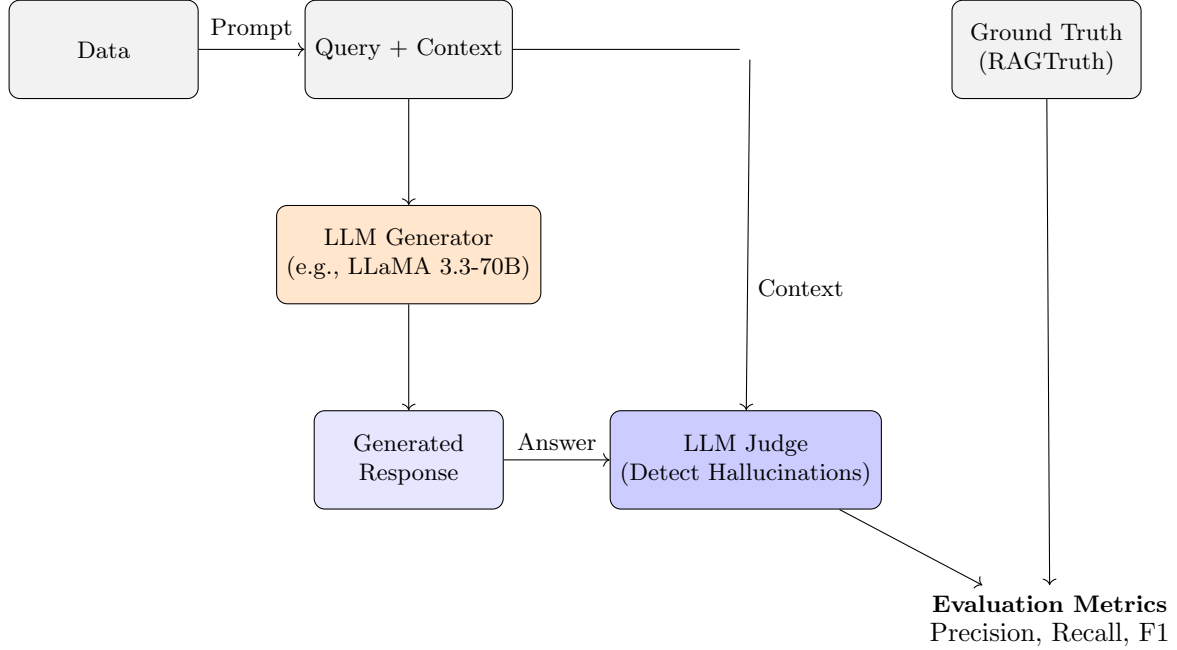 Data
Prompt
Query + Context
Ground Truth
(RAGTruth)
LLM Generator
(e.g., LLaMA 3.3-70B)
Context
Generated
Response
Answer
LLM Judge
(Detect Hallucinations)
Evaluation Metrics
Precision, Recall, F1